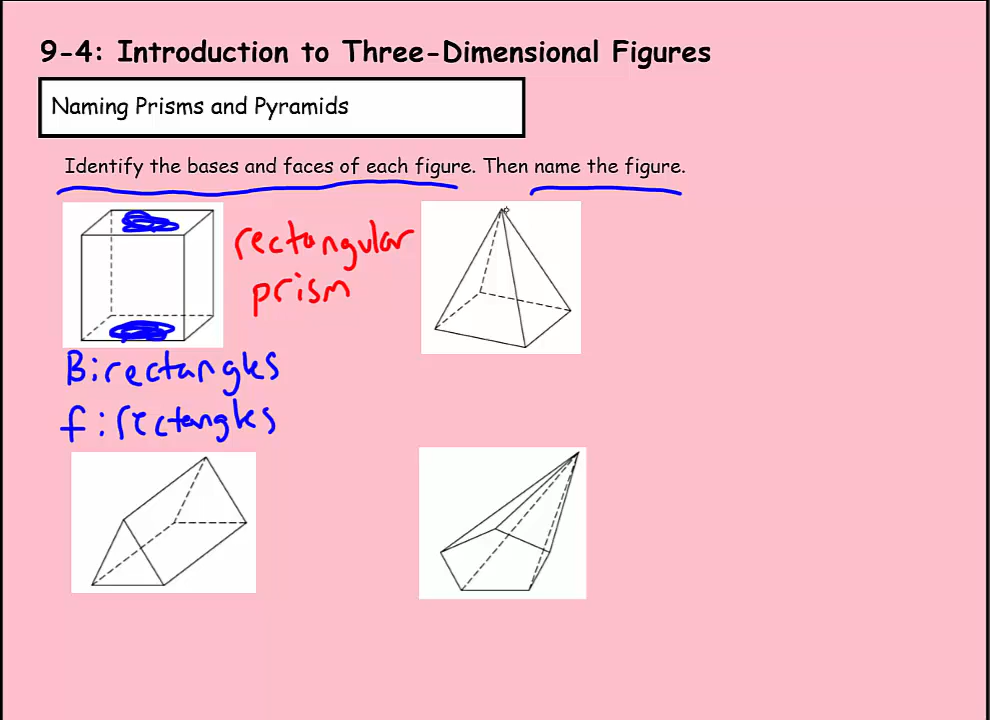 9-4: Introduction to Three-Dimensional Figures
Naming Prisms and Pyramids
Identify the bases and faces of each figure. Then name the figure.
rectangular
prism
B: rectangles
f: rectangles